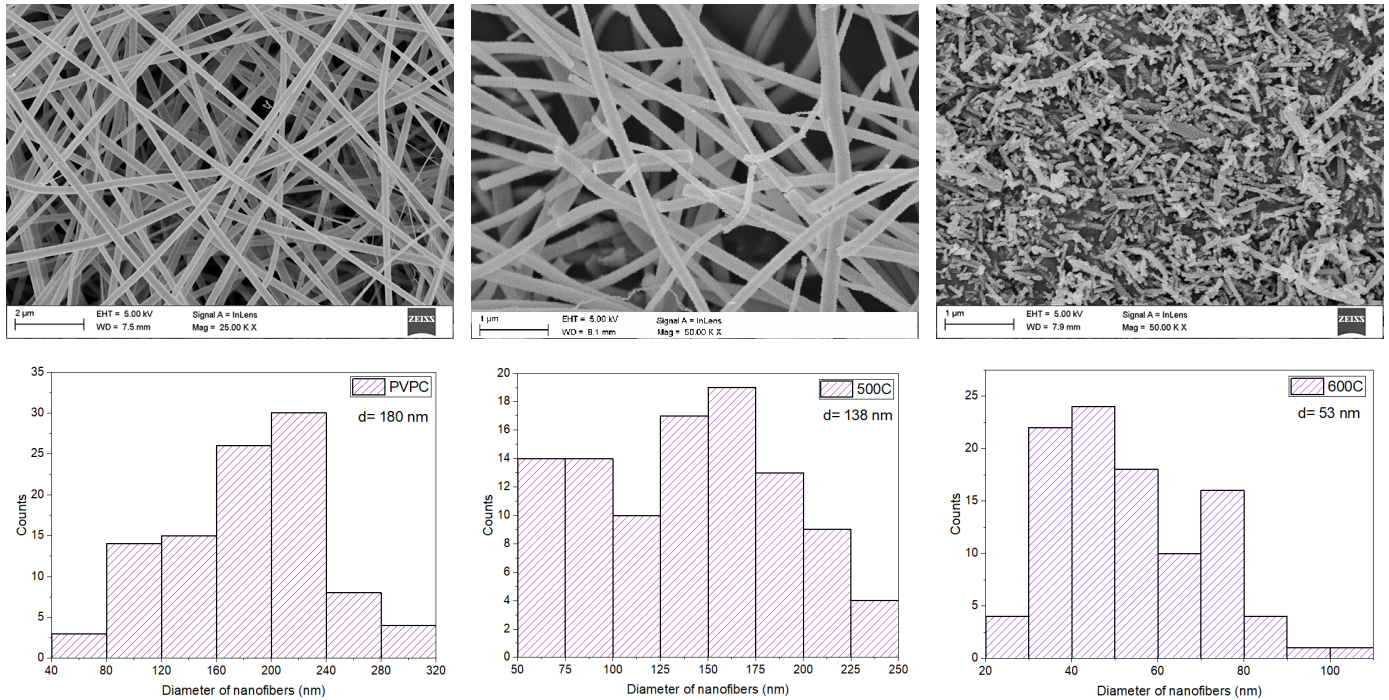 2 µm
EHT = 5.00 kV
Signal A = InLens
WD = 7.5 mm
Mag = 25.00 K X
ZEISS
1 µm
EHT = 5.00 kV
Signal A = InLens
WD = 8.1 mm
Mag = 50.00 K X
1 µm
EHT = 5.00 kV
Signal A = InLens
WD = 7.9 mm
Mag = 50.00 K X
ZEISS
PVPC
d= 180 nm
Counts
35
30
25
20
15
10
5
0
40 80 120 160 200 240 280 320
Diameter of nanofibers (nm)
500C
d= 138 nm
Counts
20
18
16
14
12
10
8
6
4
2
0
50 75 100 125 150 175 200 225 250
Diameter of nanofibers (nm)
600C
d= 53 nm
Counts
25
20
15
10
5
0
20 40 60 80 100
Diameter of nanofibers (nm)